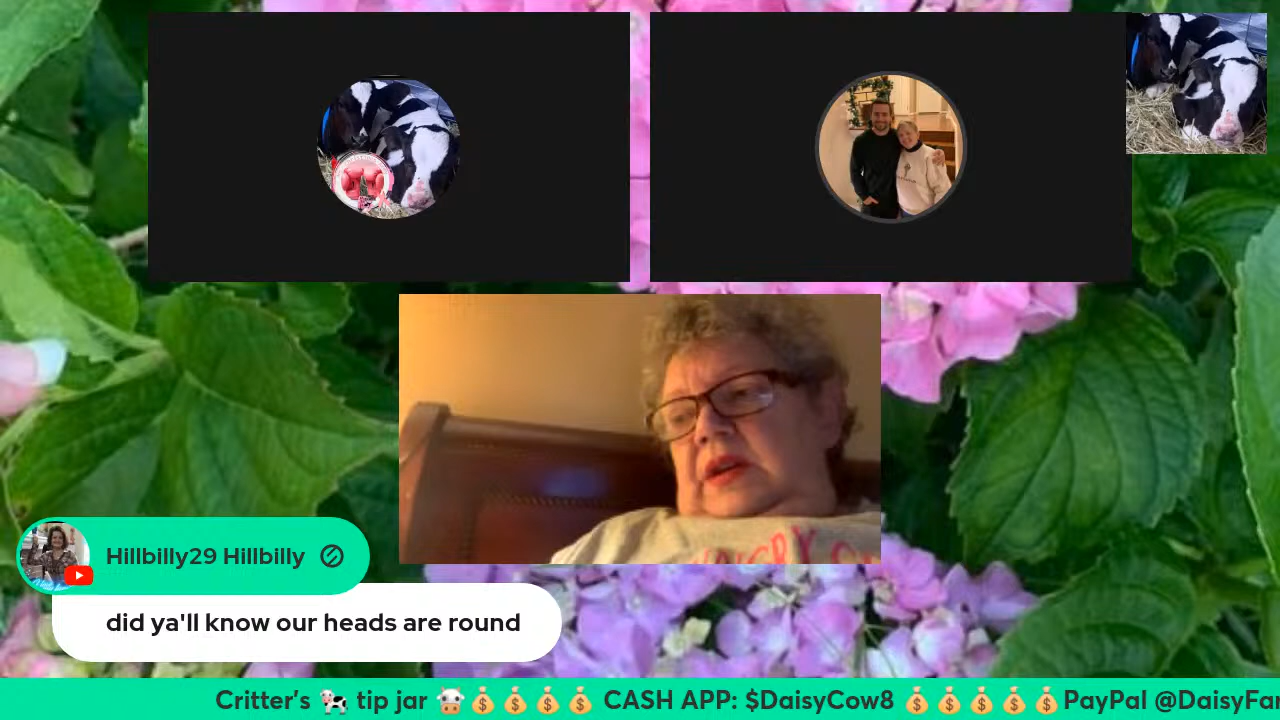 Hillbilly29 Hillbilly
did ya'll know our heads are round
Critter's 🐄 tip jar 🐮💰💰💰💰 CASH APP: $DaisyCow8 💰💰💰💰💰PayPal @DaisyFar